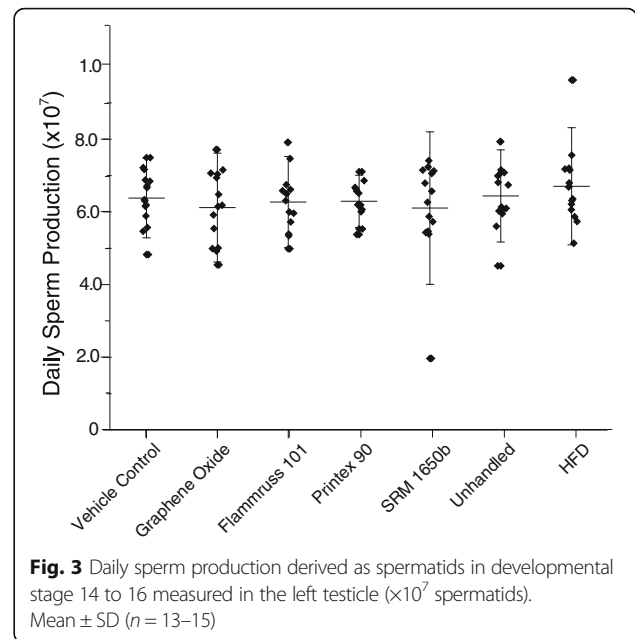 Daily Sperm Production (x10⁷)
1.0
8.0
6.0
4.0
2.0
0
Vehicle Control
Graphene Oxide
Flammruss 101
Printex 90
SRM 1650b
Unhandled
HFD
Fig. 3 Daily sperm production derived as spermatids in developmental
stage 14 to 16 measured in the left testicle (×10⁷ spermatids).
Mean ± SD (n = 13–15)